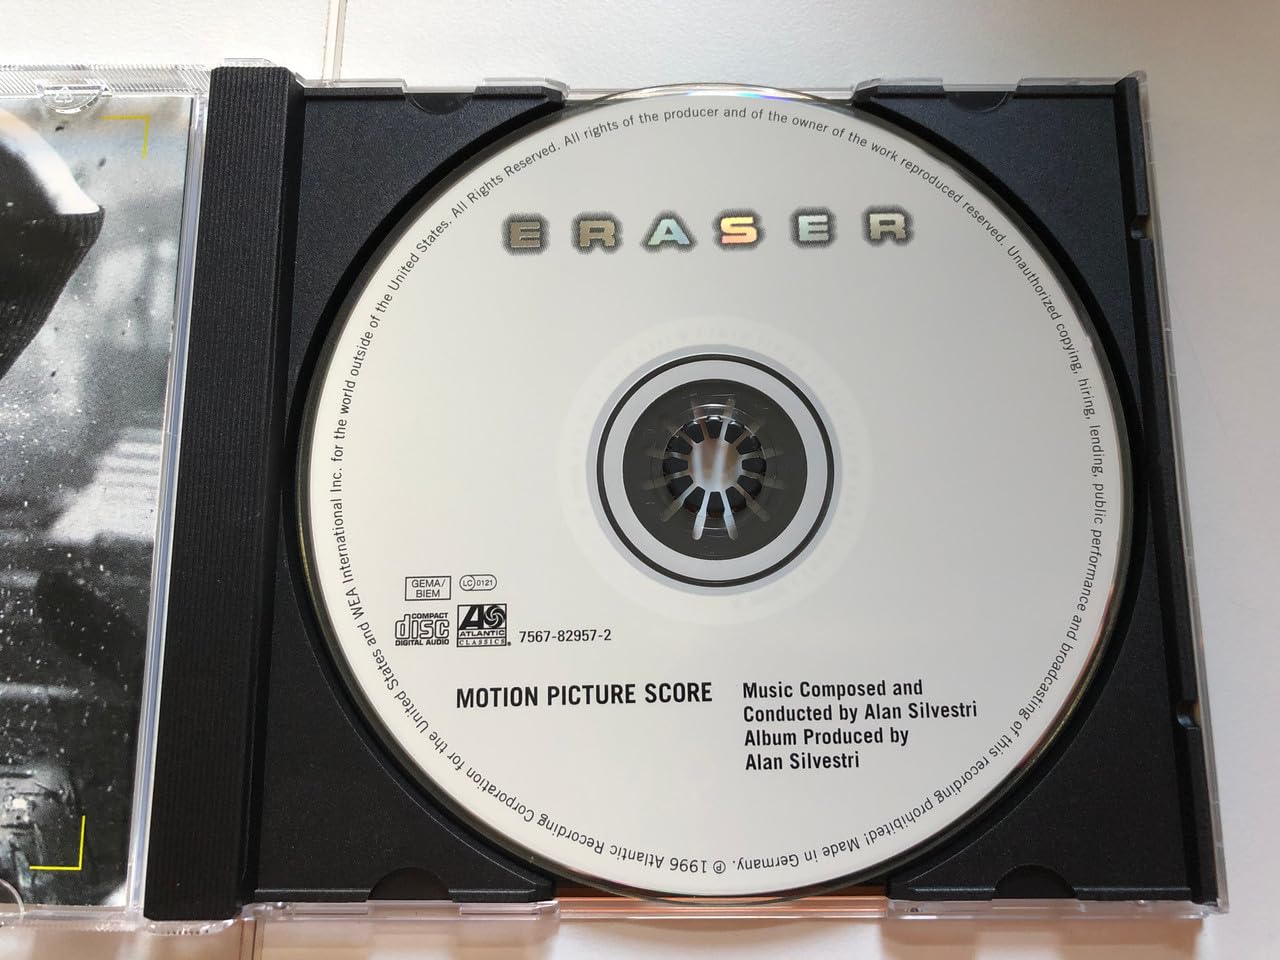 ERASER
GEMA/
BIEM
LC 0121
COMPACT
disc
DIGITAL AUDIO
ATLANTIC
CLASSICS
7567-82957-2
MOTION PICTURE SCORE
Music Composed and
Conducted by Alan Silvestri
Album Produced by
Alan Silvestri
℗ 1996 Atlantic Recording Corporation for the United States and WEA International Inc. for the world outside of the United States. All Rights Reserved. All rights of the producer and of the owner of the work reproduced reserved. Unauthorized copying, hiring, lending, public performance and broadcasting of this recording prohibited! Made in Germany.